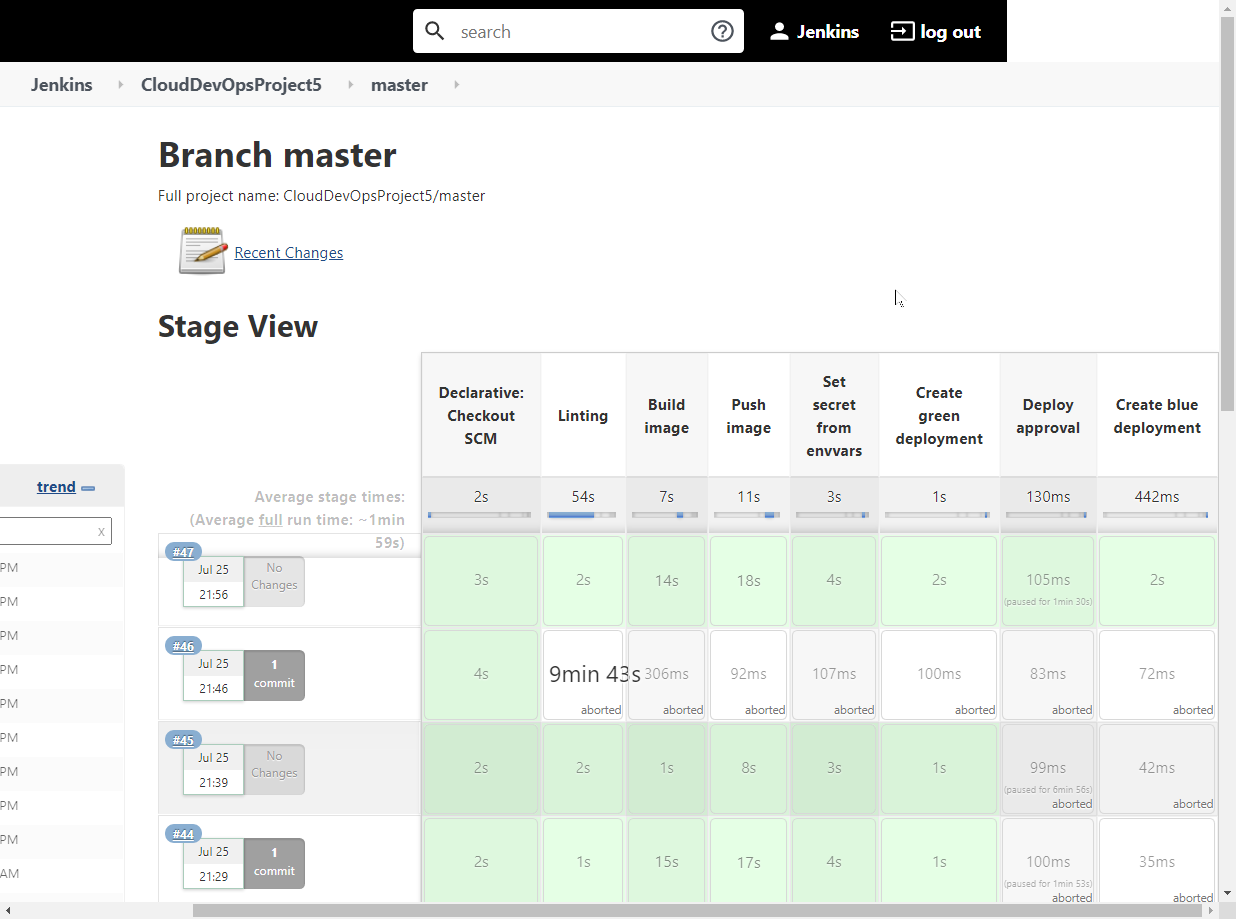 search
Jenkins
log out
Jenkins
CloudDevOpsProject5
master
Branch master
Full project name: CloudDevOpsProject5/master
Recent Changes
Stage View
trend
x
PM
PM
PM
PM
PM
PM
PM
PM
PM
AM
Declarative:
Checkout
SCM
Linting
Build
image
Push
image
Set
secret
from
envvars
Create
green
deployment
Deploy
approval
Create blue
deployment
Average stage times:
(Average full run time: ~1min
59s)
2s
54s
7s
11s
3s
1s
130ms
442ms
#47
Jul 25
21:56
No
Changes
3s
2s
14s
18s
4s
2s
105ms
(paused for 1min 30s)
2s
#46
Jul 25
21:46
1
commit
4s
9min 43s
aborted
306ms
aborted
92ms
aborted
107ms
aborted
100ms
aborted
83ms
aborted
72ms
aborted
#45
Jul 25
21:39
No
Changes
2s
2s
1s
8s
3s
1s
99ms
(paused for 6min 56s)
aborted
42ms
aborted
#44
Jul 25
21:29
1
commit
2s
1s
15s
17s
4s
1s
100ms
(paused for 1min 53s)
aborted
35ms
aborted